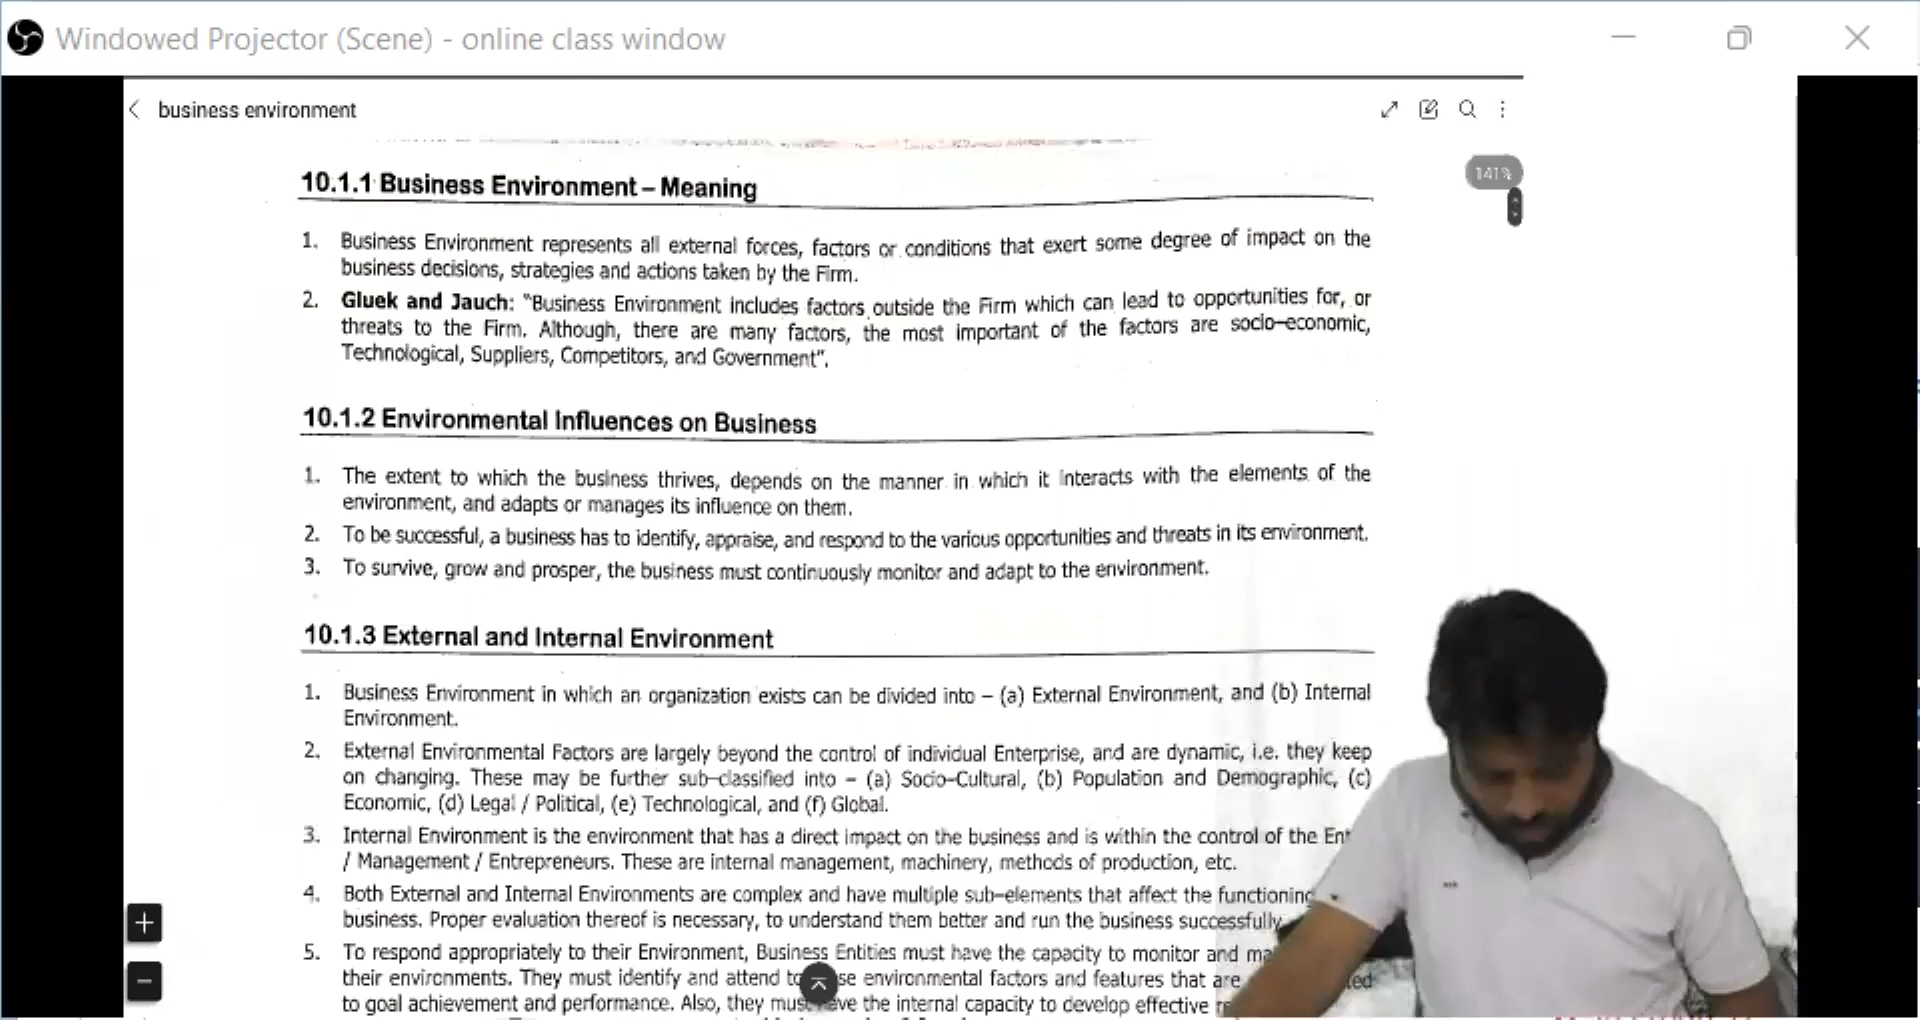 Windowed Projector (Scene) - online class window
business environment
141%
10.1.1 Business Environment – Meaning
1. Business Environment represents all external forces, factors or conditions that exert some degree of impact on the
business decisions, strategies and actions taken by the Firm.
2. Gluek and Jauch: "Business Environment includes factors outside the Firm which can lead to opportunities for, or
threats to the Firm. Although, there are many factors, the most important of the factors are socio-economic,
Technological, Suppliers, Competitors, and Government".
10.1.2 Environmental Influences on Business
1. The extent to which the business thrives, depends on the manner in which it interacts with the elements of the
environment, and adapts or manages its influence on them.
2. To be successful, a business has to identify, appraise, and respond to the various opportunities and threats in its environment.
3. To survive, grow and prosper, the business must continuously monitor and adapt to the environment.
10.1.3 External and Internal Environment
1. Business Environment in which an organization exists can be divided into – (a) External Environment, and (b) Internal
Environment.
2. External Environmental Factors are largely beyond the control of individual Enterprise, and are dynamic, i.e. they keep
on changing. These may be further sub-classified into – (a) Socio-Cultural, (b) Population and Demographic, (c)
Economic, (d) Legal / Political, (e) Technological, and (f) Global.
3. Internal Environment is the environment that has a direct impact on the business and is within the control of the
/ Management / Entrepreneurs. These are internal management, machinery, methods of production, etc.
4. Both External and Internal Environments are complex and have multiple sub-elements that affect the functioning
business. Proper evaluation thereof is necessary, to understand them better and run the business successfully
5. To respond appropriately to their Environment, Business Entities must have the capacity to monitor and
their environments. They must identify and attend environmental factors and features that are
to goal achievement and performance. Also, they the internal capacity to develop effective